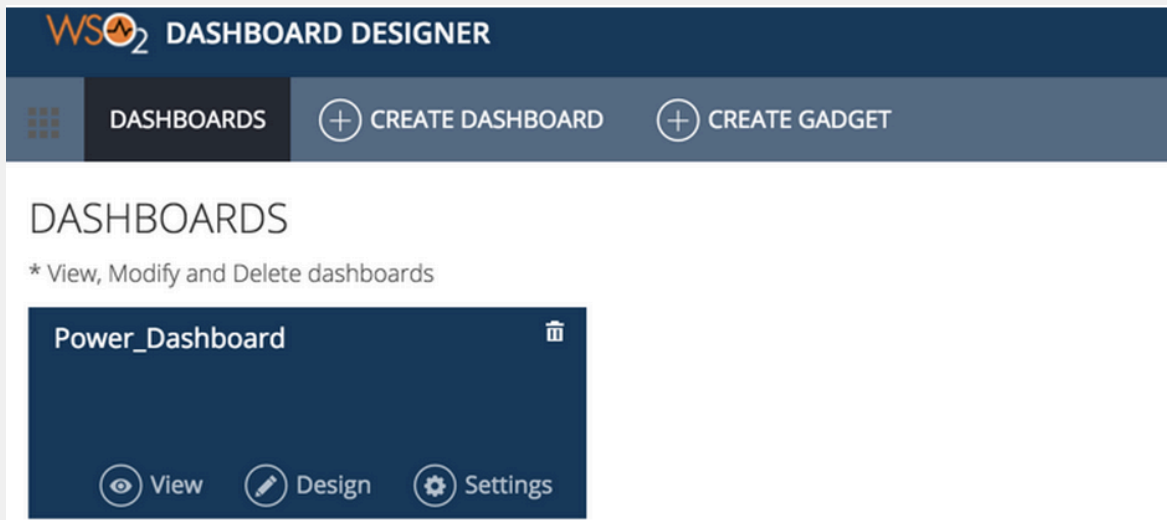 WSO2 DASHBOARD DESIGNER
DASHBOARDS CREATE DASHBOARD CREATE GADGET
DASHBOARDS
* View, Modify and Delete dashboards
Power_Dashboard
View Design Settings